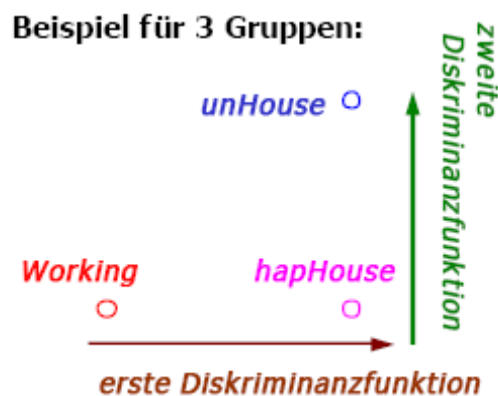 Beispiel für 3 Gruppen:
unHouse
zweite
Diskriminanzfunktion
Working
hapHouse
erste Diskriminanzfunktion